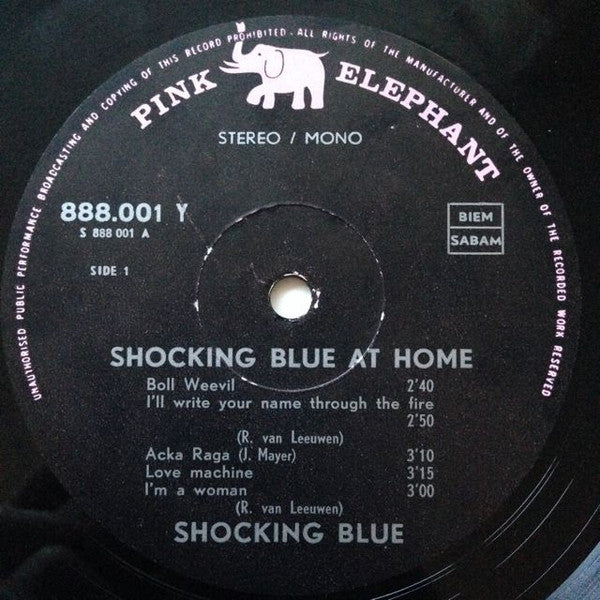 UNAUTHORISED PUBLIC PERFORMANCE BROADCASTING AND COPYING OF THIS RECORD PROHIBITED - ALL RIGHTS OF THE MANUFACTURER AND OF THE OWNER OF THE RECORDED WORK RESERVED
PINK ELEPHANT
STEREO / MONO
888.001 Y
S 888 001 A
BIEM
SABAM
SIDE 1
SHOCKING BLUE AT HOME
Boll Weevil 2'40
I'll write your name through the fire
2'50
(R. van Leeuwen)
Acka Raga (J. Mayer) 3'10
Love machine 3'15
I'm a woman 3'00
(R. van Leeuwen)
SHOCKING BLUE